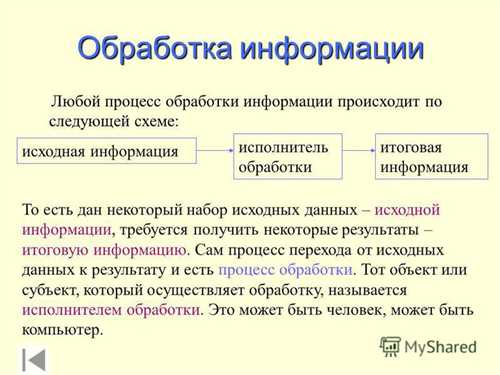 Обработка информации
Любой процесс обработки информации происходит по
следующей схеме:
исходная информация
исполнитель
обработки
итоговая
информация
То есть дан некоторый набор исходных данных – исходной
информации, требуется получить некоторые результаты –
итоговую информацию. Сам процесс перехода от исходных
данных к результату и есть процесс обработки. Тот объект или
субъект, который осуществляет обработку, называется
исполнителем обработки. Это может быть человек, может быть
компьютер.
MyShared